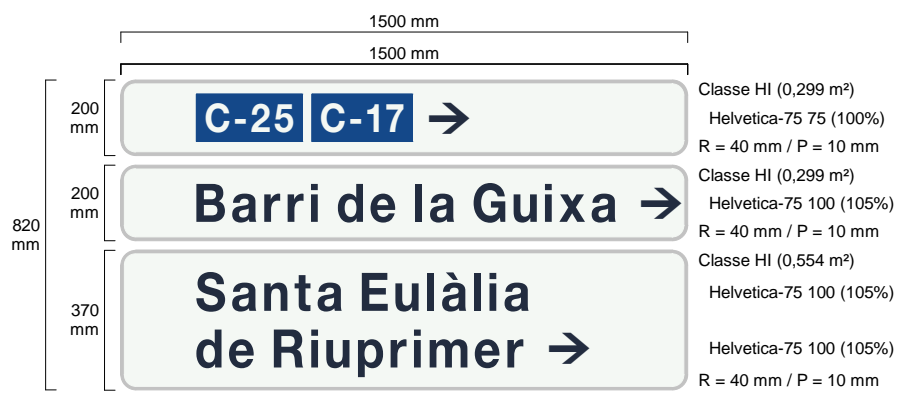 1500 mm
1500 mm
820 mm
200 mm
C-25 C-17 →
Classe HI (0,299 m²)
Helvetica-75 75 (100%)
R = 40 mm / P = 10 mm
200 mm
Barri de la Guixa →
Classe HI (0,299 m²)
Helvetica-75 100 (105%)
R = 40 mm / P = 10 mm
370 mm
Santa Eulàlia
de Riuprimer →
Classe HI (0,554 m²)
Helvetica-75 100 (105%)
Helvetica-75 100 (105%)
R = 40 mm / P = 10 mm